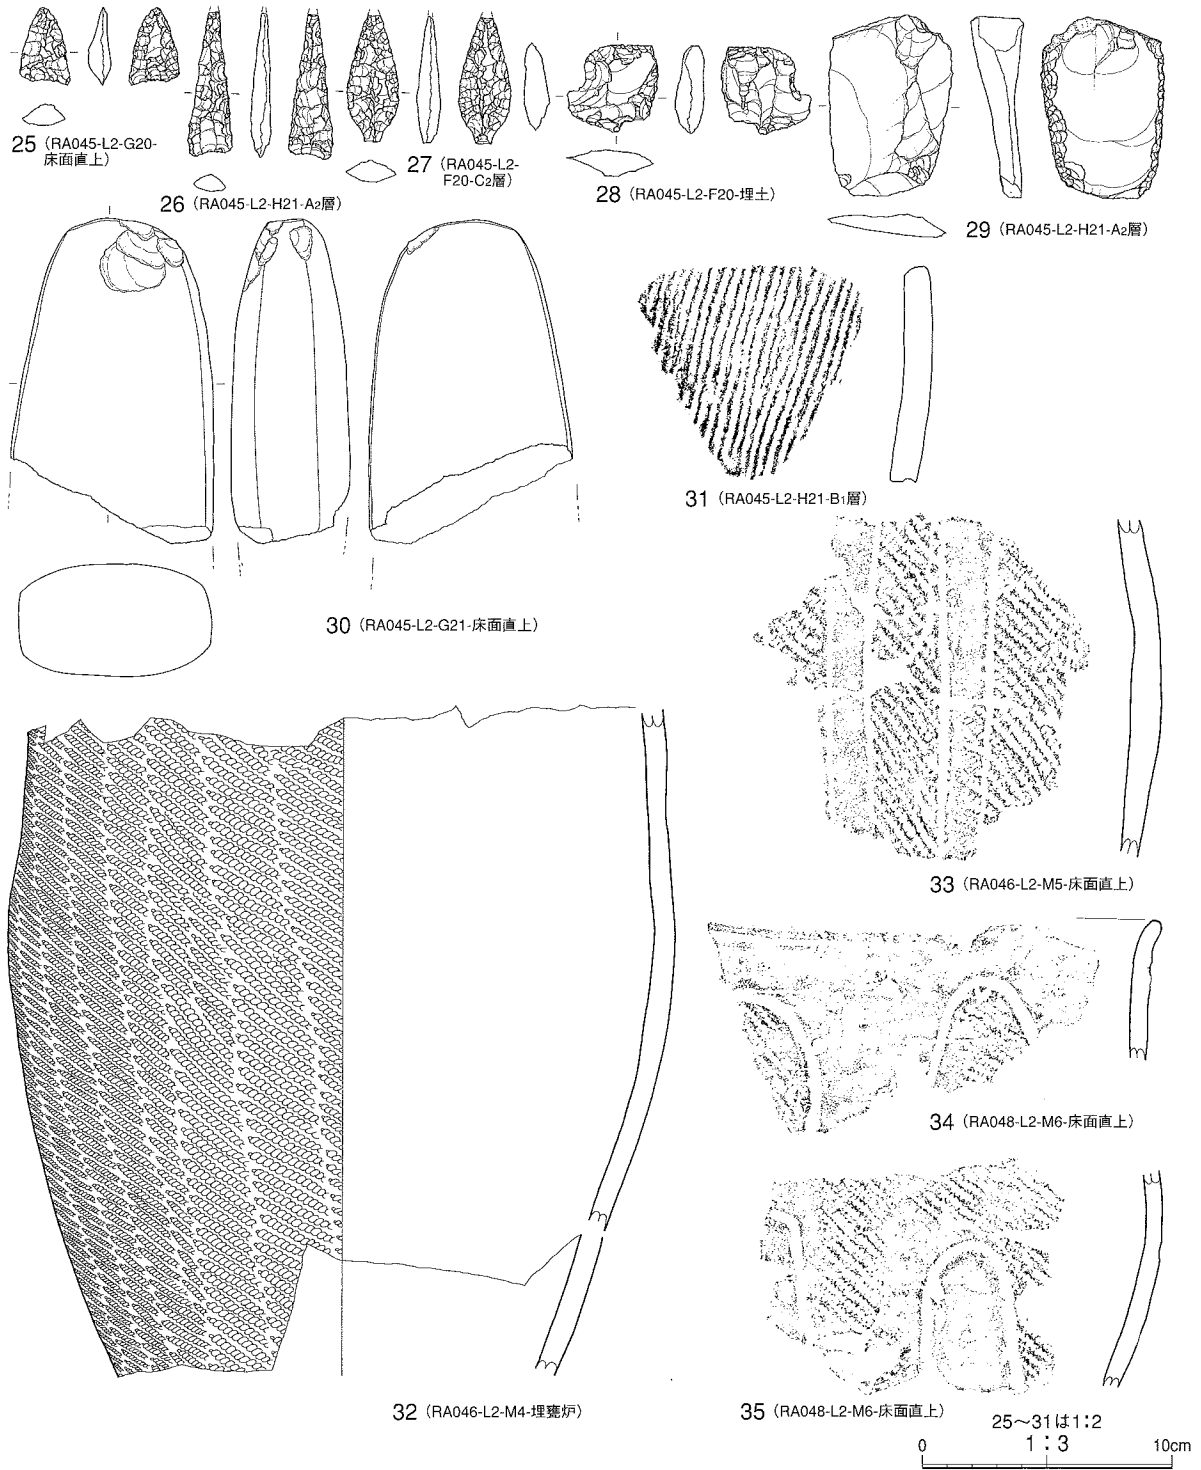 25（RA045-L2-G20-
床面直上）
26（RA045-L2-H21-A2層）
27（RA045-L2-
F20-C2層）
28（RA045-L2-F20-埋土）
29（RA045-L2-H21-A2層）
30（RA045-L2-G21-床面直上）
31（RA045-L2-H21-B1層）
32（RA046-L2-M4-埋甕炉）
33（RA046-L2-M5-床面直上）
34（RA048-L2-M6-床面直上）
35（RA048-L2-M6-床面直上）
25～31は1：2
0 1：3 10cm